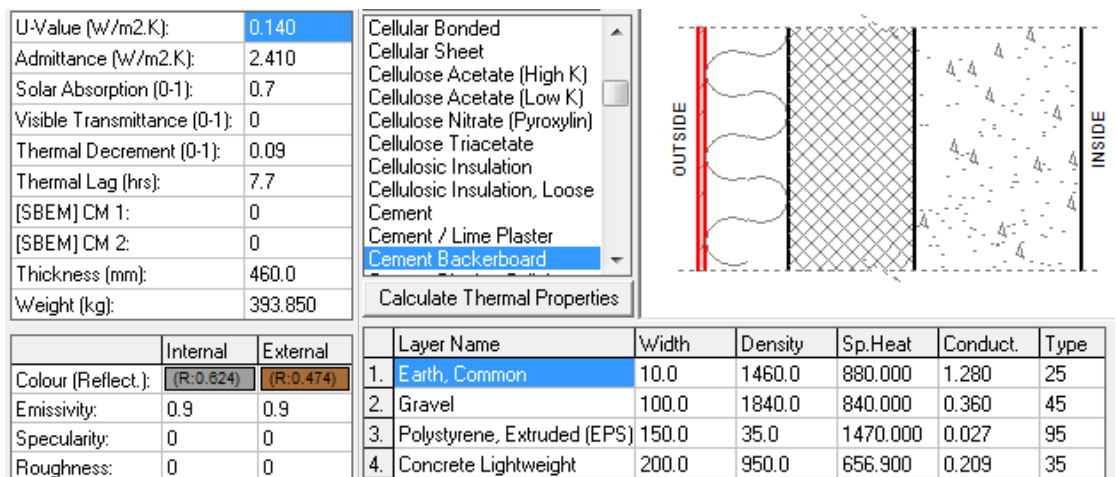 U-Value (W/m2.K): 0.140
Admittance (W/m2.K): 2.410
Solar Absorption (0-1): 0.7
Visible Transmittance (0-1): 0
Thermal Decrement (0-1): 0.09
Thermal Lag (hrs): 7.7
[SBEM] CM 1: 0
[SBEM] CM 2: 0
Thickness (mm): 460.0
Weight (kg): 393.850
Internal External
Colour (Reflect.): (R:0.624) (R:0.474)
Emissivity: 0.9 0.9
Specularity: 0 0
Roughness: 0 0
Cellular Bonded
Cellular Sheet
Cellulose Acetate (High K)
Cellulose Acetate (Low K)
Cellulose Nitrate (Pyroxylin)
Cellulose Triacetate
Cellulosic Insulation
Cellulosic Insulation, Loose
Cement
Cement / Lime Plaster
Cement Backerboard
Calculate Thermal Properties
OUTSIDE
INSIDE
Layer Name Width Density Sp.Heat Conduct. Type
1. Earth, Common 10.0 1460.0 880.000 1.280 25
2. Gravel 100.0 1840.0 840.000 0.360 45
3. Polystyrene, Extruded (EPS) 150.0 35.0 1470.000 0.027 95
4. Concrete Lightweight 200.0 950.0 656.900 0.209 35